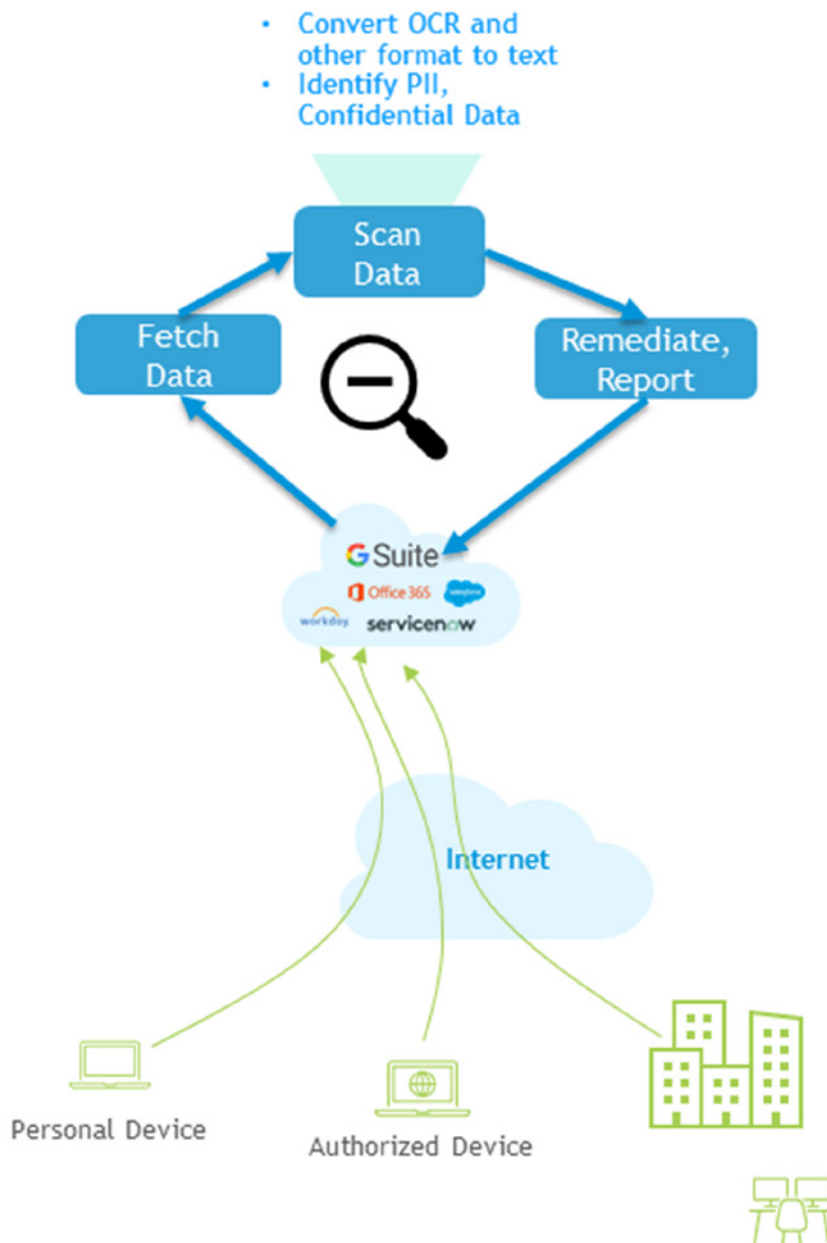 • Convert OCR and
other format to text
• Identify PII,
Confidential Data
Scan
Data
Fetch
Data
Remediate,
Report
G Suite
Office 365
salesforce
workday
servicenow
Internet
Personal Device
Authorized Device